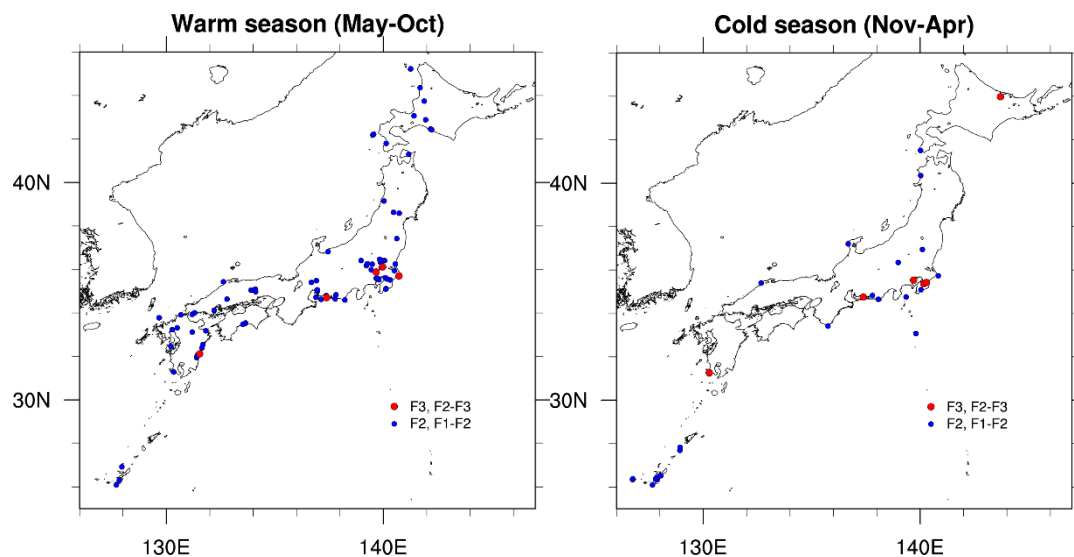 Warm season (May-Oct)
Cold season (Nov-Apr)
40N
30N
130E
140E
F3, F2-F3
F2, F1-F2
40N
30N
130E
140E
F3, F2-F3
F2, F1-F2